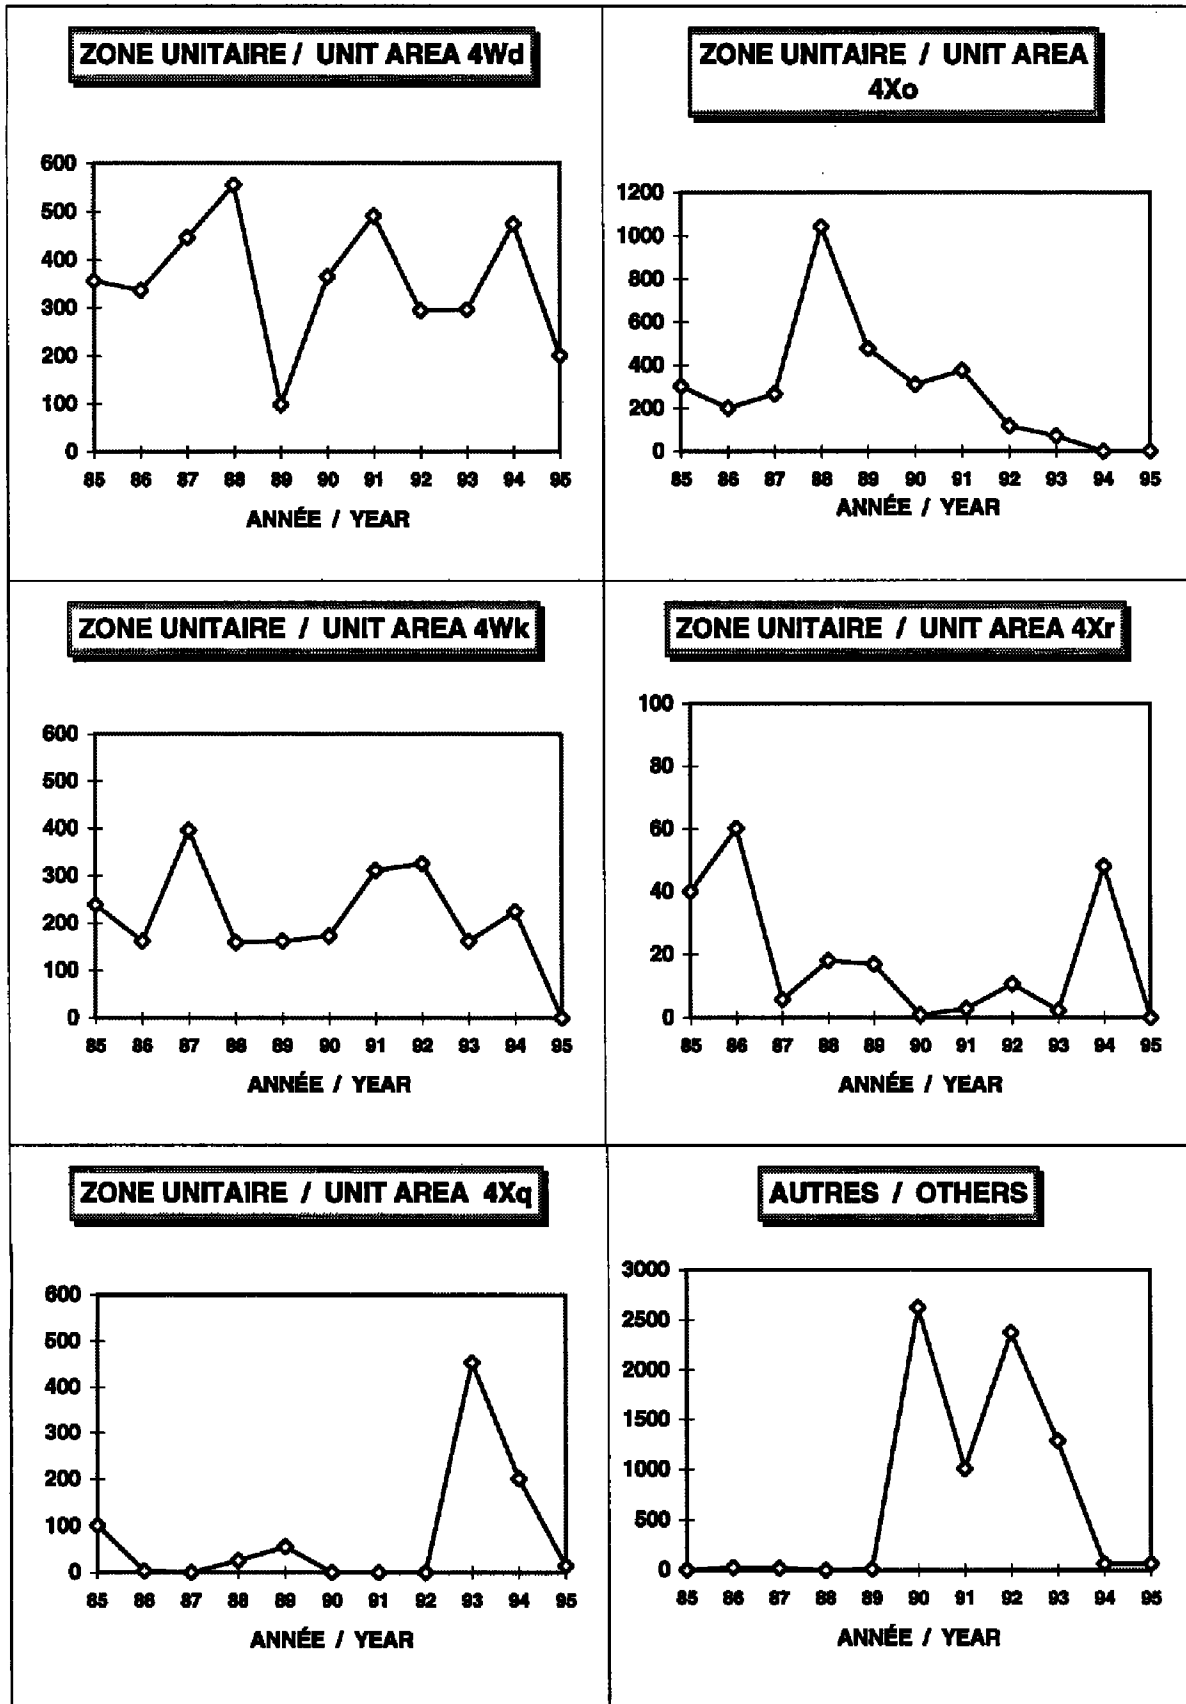 ZONE UNITAIRE / UNIT AREA 4Wd
600
500
400
300
200
100
0
85 86 87 88 89 90 91 92 93 94 95
ANNÉE / YEAR
ZONE UNITAIRE / UNIT AREA
4Xo
1200
1000
800
600
400
200
0
85 86 87 88 89 90 91 92 93 94 95
ANNÉE / YEAR
ZONE UNITAIRE / UNIT AREA 4Wk
600
500
400
300
200
100
0
85 86 87 88 89 90 91 92 93 94 95
ANNÉE / YEAR
ZONE UNITAIRE / UNIT AREA 4Xr
100
80
60
40
20
0
85 86 87 88 89 90 91 92 93 94 95
ANNÉE / YEAR
ZONE UNITAIRE / UNIT AREA 4Xq
600
500
400
300
200
100
0
85 86 87 88 89 90 91 92 93 94 95
ANNÉE / YEAR
AUTRES / OTHERS
3000
2500
2000
1500
1000
500
0
85 86 87 88 89 90 91 92 93 94 95
ANNÉE / YEAR